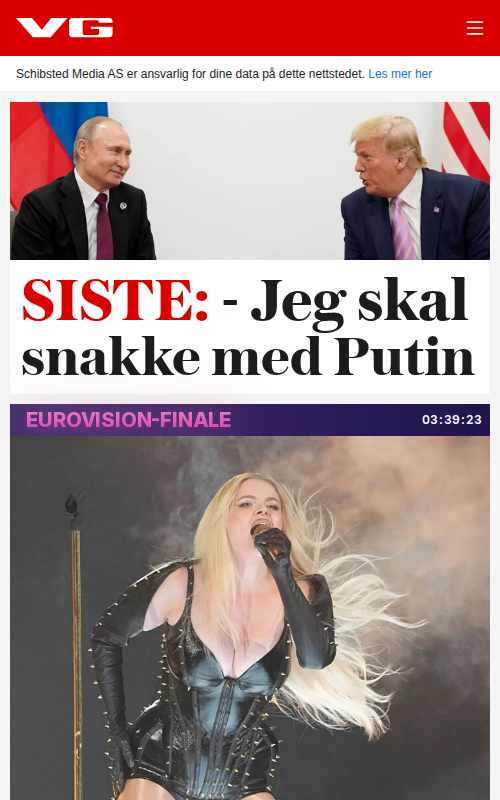 VG
Schibsted Media AS er ansvarlig for dine data på dette nettstedet. Les mer her
SISTE: - Jeg skal
snakke med Putin
EUROVISION-FINALE
03:39:23